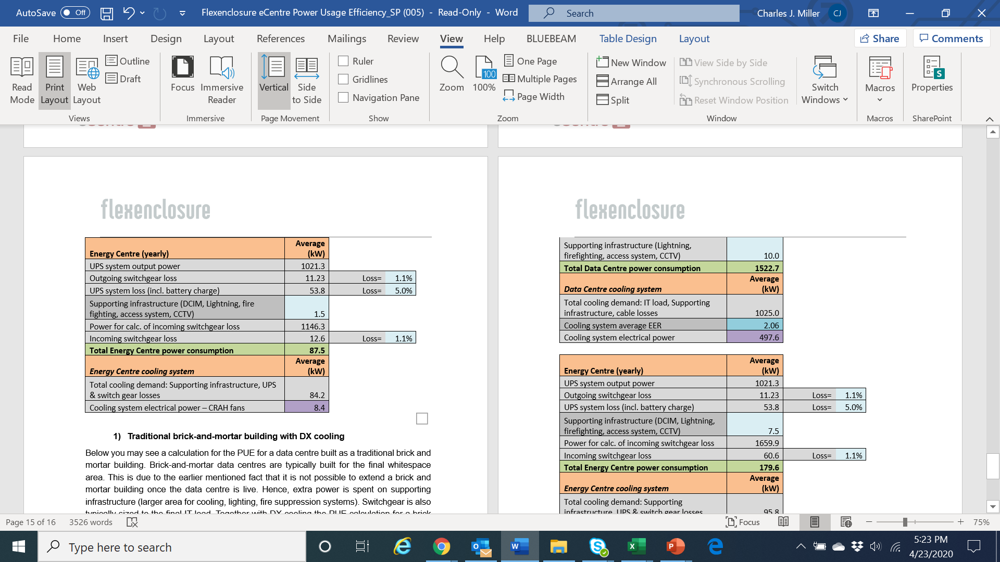 AutoSave Off Flexenclosure eCentre Power Usage Efficiency_SP (005) - Read-Only - Word Search Charles J. Miller CJ
File Home Insert Design Layout References Mailings Review View Help BLUEBEAM Table Design Layout Share Comments
Read Mode
Print Layout
Web Layout
Outline
Draft
Views
Focus
Immersive Reader
Immersive
Vertical
Side to Side
Page Movement
Ruler
Gridlines
Navigation Pane
Show
Zoom
100
100%
One Page
Multiple Pages
Page Width
Zoom
New Window
Arrange All
Split
View Side by Side
Synchronous Scrolling
Reset Window Position
Switch Windows
Window
Macros
Macros
S
Properties
SharePoint
flexenclosure
Energy Centre (yearly) Average (kW)
UPS system output power 1021.3
Outgoing switchgear loss 11.23 Loss= 1.1%
UPS system loss (incl. battery charge) 53.8 Loss= 5.0%
Supporting infrastructure (DCIM, Lightning, fire
fighting, access system, CCTV) 1.5
Power for calc. of incoming switchgear loss 1146.3
Incoming switchgear loss 12.6 Loss= 1.1%
Total Energy Centre power consumption 87.5
Energy Centre cooling system Average (kW)
Total cooling demand: Supporting infrastructure, UPS
& switch gear losses 84.2
Cooling system electrical power – CRAH fans 8.4
1) Traditional brick-and-mortar building with DX cooling
Below you may see a calculation for the PUE for a data centre built as a traditional brick and
mortar building. Brick-and-mortar data centres are typically built for the final whitespace
area. This is due to the earlier mentioned fact that it is not possible to extend a brick and
mortar building once the data centre is live. Hence, extra power is spent on supporting
infrastructure (larger area for cooling, lighting, fire suppression systems). Switchgear is also
typically sized to the final IT load. Together with DX cooling the PUE calculation for a brick
flexenclosure
Supporting infrastructure (Lightning,
firefighting, access system, CCTV) 10.0
Total Data Centre power consumption 1522.7
Data Centre cooling system Average (kW)
Total cooling demand: IT load, Supporting
infrastructure, cable losses 1025.0
Cooling system average EER 2.06
Cooling system electrical power 497.6
Energy Centre (yearly) Average (kW)
UPS system output power 1021.3
Outgoing switchgear loss 11.23 Loss= 1.1%
UPS system loss (incl. battery charge) 53.8 Loss= 5.0%
Supporting infrastructure (DCIM, Lightning,
firefighting, access system, CCTV) 7.5
Power for calc. of incoming switchgear loss 1659.9
Incoming switchgear loss 60.6 Loss= 1.1%
Total Energy Centre power consumption 179.6
Energy Centre cooling system Average (kW)
Total cooling demand: Supporting
infrastructure, UPS & switch gear losses 95.8
Page 15 of 16 3526 words Focus 75%
Type here to search
5:23 PM
4/23/2020